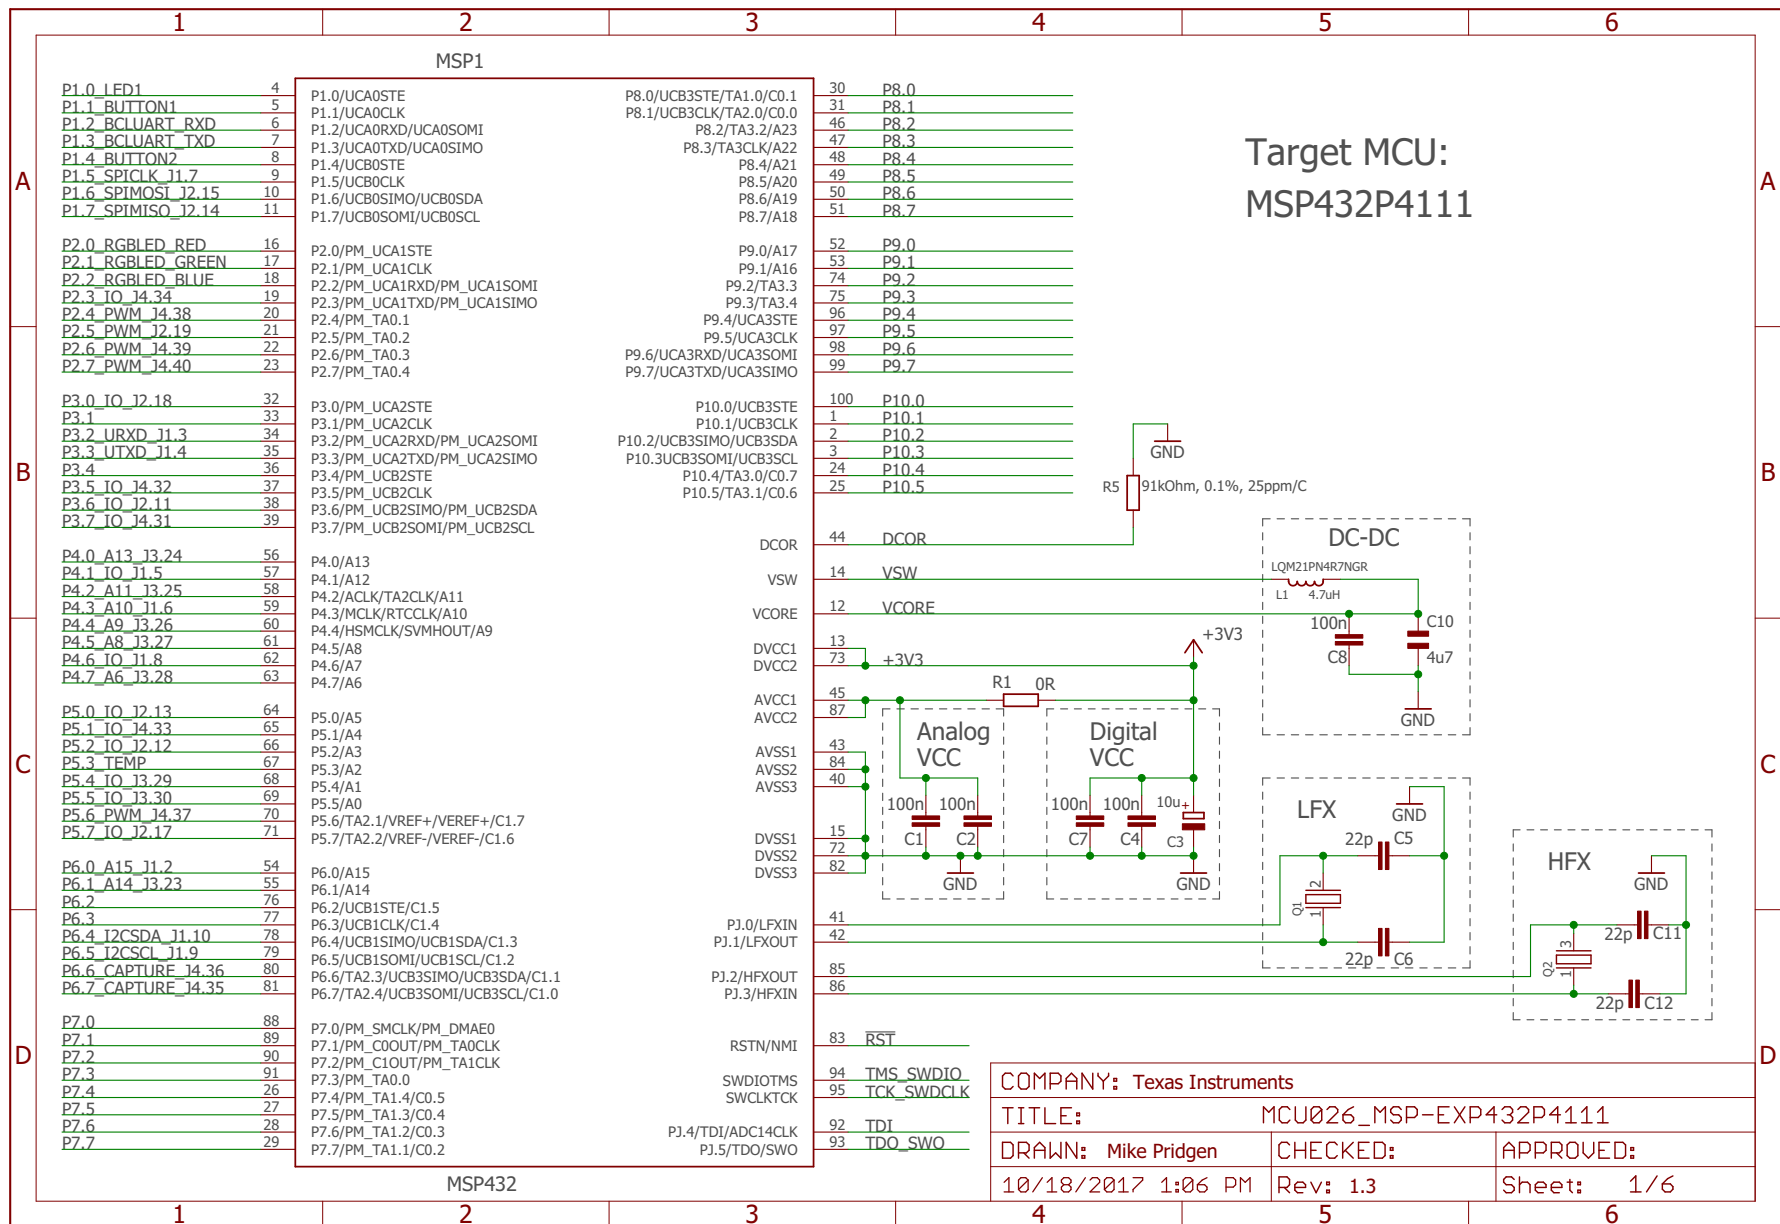 1 2 3 4 5 6
A A
B B
C C
D D
MSP1
P1.0_LED1 4 P1.0/UCA0STE
P1.1_BUTTON1 5 P1.1/UCA0CLK
P1.2_BCLUART_RXD 6 P1.2/UCA0RXD/UCA0SOMI
P1.3_BCLUART_TXD 7 P1.3/UCA0TXD/UCA0SIMO
P1.4_BUTTON2 8 P1.4/UCB0STE
P1.5_SPICLK_J1.7 9 P1.5/UCB0CLK
P1.6_SPIMOSI_J2.15 10 P1.6/UCB0SIMO/UCB0SDA
P1.7_SPIMISO_J2.14 11 P1.7/UCB0SOMI/UCB0SCL
P2.0_RGBLED_RED 16 P2.0/PM_UCA1STE
P2.1_RGBLED_GREEN 17 P2.1/PM_UCA1CLK
P2.2_RGBLED_BLUE 18 P2.2/PM_UCA1RXD/PM_UCA1SOMI
P2.3_IO_J4.34 19 P2.3/PM_UCA1TXD/PM_UCA1SIMO
P2.4_PWM_J4.38 20 P2.4/PM_TA0.1
P2.5_PWM_J2.19 21 P2.5/PM_TA0.2
P2.6_PWM_J4.39 22 P2.6/PM_TA0.3
P2.7_PWM_J4.40 23 P2.7/PM_TA0.4
P3.0_IO_J2.18 32 P3.0/PM_UCA2STE
P3.1 33 P3.1/PM_UCA2CLK
P3.2_URXD_J1.3 34 P3.2/PM_UCA2RXD/PM_UCA2SOMI
P3.3_UTXD_J1.4 35 P3.3/PM_UCA2TXD/PM_UCA2SIMO
P3.4 36 P3.4/PM_UCB2STE
P3.5_IO_J4.32 37 P3.5/PM_UCB2CLK
P3.6_IO_J2.11 38 P3.6/PM_UCB2SIMO/PM_UCB2SDA
P3.7_IO_J4.31 39 P3.7/PM_UCB2SOMI/PM_UCB2SCL
P4.0_A13_J3.24 56 P4.0/A13
P4.1_IO_J1.5 57 P4.1/A12
P4.2_A11_J3.25 58 P4.2/ACLK/TA2CLK/A11
P4.3_A10_J1.6 59 P4.3/MCLK/RTCCLK/A10
P4.4_A9_J3.26 60 P4.4/HSMCLK/SVMHOUT/A9
P4.5_A8_J3.27 61 P4.5/A8
P4.6_IO_J1.8 62 P4.6/A7
P4.7_A6_J3.28 63 P4.7/A6
P5.0_IO_J2.13 64 P5.0/A5
P5.1_IO_J4.33 65 P5.1/A4
P5.2_IO_J2.12 66 P5.2/A3
P5.3_TEMP 67 P5.3/A2
P5.4_IO_J3.29 68 P5.4/A1
P5.5_IO_J3.30 69 P5.5/A0
P5.6_PWM_J4.37 70 P5.6/TA2.1/VREF+/VEREF+/C1.7
P5.7_IO_J2.17 71 P5.7/TA2.2/VREF-/VEREF-/C1.6
P6.0_A15_J1.2 54 P6.0/A15
P6.1_A14_J3.23 55 P6.1/A14
P6.2 76 P6.2/UCB1STE/C1.5
P6.3 77 P6.3/UCB1CLK/C1.4
P6.4_I2CSDA_J1.10 78 P6.4/UCB1SIMO/UCB1SDA/C1.3
P6.5_I2CSCL_J1.9 79 P6.5/UCB1SOMI/UCB1SCL/C1.2
P6.6_CAPTURE_J4.36 80 P6.6/TA2.3/UCB3SIMO/UCB3SDA/C1.1
P6.7_CAPTURE_J4.35 81 P6.7/TA2.4/UCB3SOMI/UCB3SCL/C1.0
P7.0 88 P7.0/PM_SMCLK/PM_DMAE0
P7.1 89 P7.1/PM_C0OUT/PM_TA0CLK
P7.2 90 P7.2/PM_C1OUT/PM_TA1CLK
P7.3 91 P7.3/PM_TA0.0
P7.4 26 P7.4/PM_TA1.4/C0.5
P7.5 27 P7.5/PM_TA1.3/C0.4
P7.6 28 P7.6/PM_TA1.2/C0.3
P7.7 29 P7.7/PM_TA1.1/C0.2
MSP432
P8.0/UCB3STE/TA1.0/C0.1 30 P8.0
P8.1/UCB3CLK/TA2.0/C0.0 31 P8.1
P8.2/TA3.2/A23 46 P8.2
P8.3/TA3CLK/A22 47 P8.3
P8.4/A21 48 P8.4
P8.5/A20 49 P8.5
P8.6/A19 50 P8.6
P8.7/A18 51 P8.7
P9.0/A17 52 P9.0
P9.1/A16 53 P9.1
P9.2/TA3.3 74 P9.2
P9.3/TA3.4 75 P9.3
P9.4/UCA3STE 96 P9.4
P9.5/UCA3CLK 97 P9.5
P9.6/UCA3RXD/UCA3SOMI 98 P9.6
P9.7/UCA3TXD/UCA3SIMO 99 P9.7
P10.0/UCB3STE 100 P10.0
P10.1/UCB3CLK 1 P10.1
P10.2/UCB3SIMO/UCB3SDA 2 P10.2
P10.3UCB3SOMI/UCB3SCL 3 P10.3
P10.4/TA3.0/C0.7 24 P10.4
P10.5/TA3.1/C0.6 25 P10.5
DCOR 44 DCOR
VSW 14 VSW
VCORE 12 VCORE
DVCC1 13
DVCC2 73 +3V3
AVCC1 45
AVCC2 87
AVSS1 43
AVSS2 84
AVSS3 40
DVSS1 15
DVSS2 72
DVSS3 82
PJ.0/LFXIN 41
PJ.1/LFXOUT 42
PJ.2/HFXOUT 85
PJ.3/HFXIN 86
RSTN/NMI 83 RST
SWDIOTMS 94 TMS_SWDIO
SWCLKTCK 95 TCK_SWDCLK
PJ.4/TDI/ADC14CLK 92 TDI
PJ.5/TDO/SWO 93 TDO_SWO
Target MCU:
MSP432P4111
GND
R5 91kOhm, 0.1%, 25ppm/C
DC-DC
LQM21PN4R7NGR
L1 4.7uH
100n C10
C8 4u7
GND
+3V3
R1 0R
Analog
VCC
100n 100n
C1 C2
GND
Digital
VCC
100n 100n 10u +
C7 C4 C3
GND
LFX
GND
22p C5
Q1 2 1
22p C6
HFX
GND
22p C11
Q2 3 1
22p C12
COMPANY: Texas Instruments
TITLE: MCU026_MSP-EXP432P4111
DRAWN: Mike Pridgen CHECKED: APPROVED:
10/18/2017 1:06 PM Rev: 1.3 Sheet: 1/6
1 2 3 4 5 6